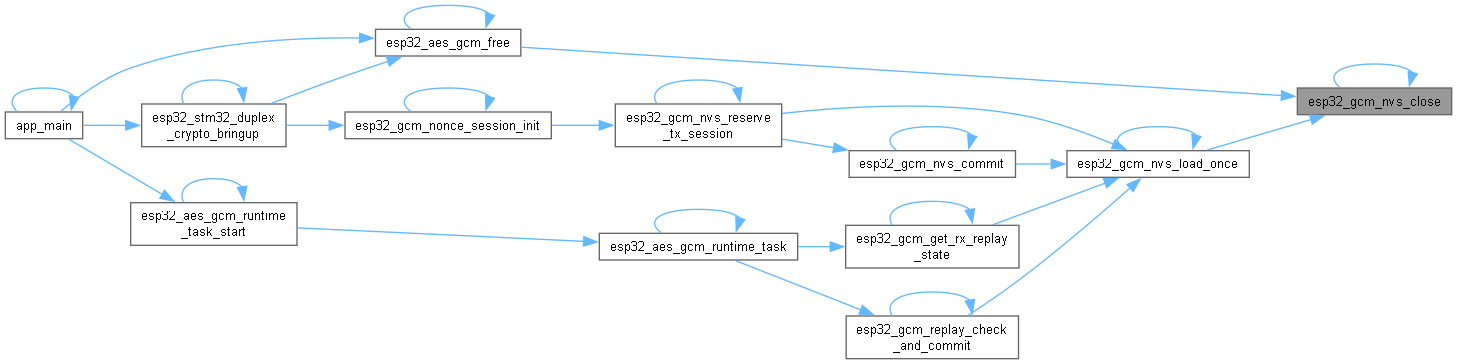 esp32_aes_gcm_free
esp32_gcm_nvs_close
app_main
esp32_stm32_duplex
_crypto_bringup
esp32_gcm_nonce_session_init
esp32_gcm_nvs_reserve
_tx_session
esp32_gcm_nvs_commit
esp32_gcm_nvs_load_once
esp32_aes_gcm_runtime
_task_start
esp32_aes_gcm_runtime_task
esp32_gcm_get_rx_replay
_state
esp32_gcm_replay_check
_and_commit